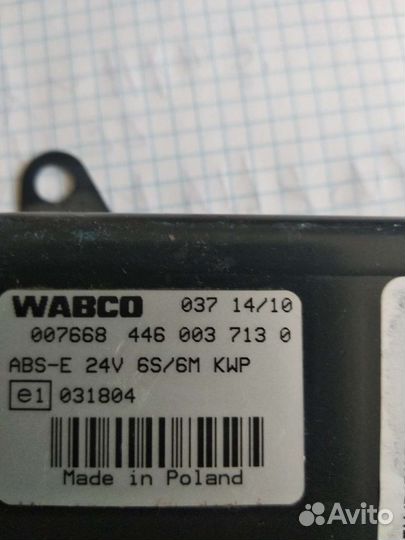 WABCO 037 14/10
007668 446 003 713 0
ABS-E 24V 6S/6M KWP
e1 031804
Made in Poland
Avito